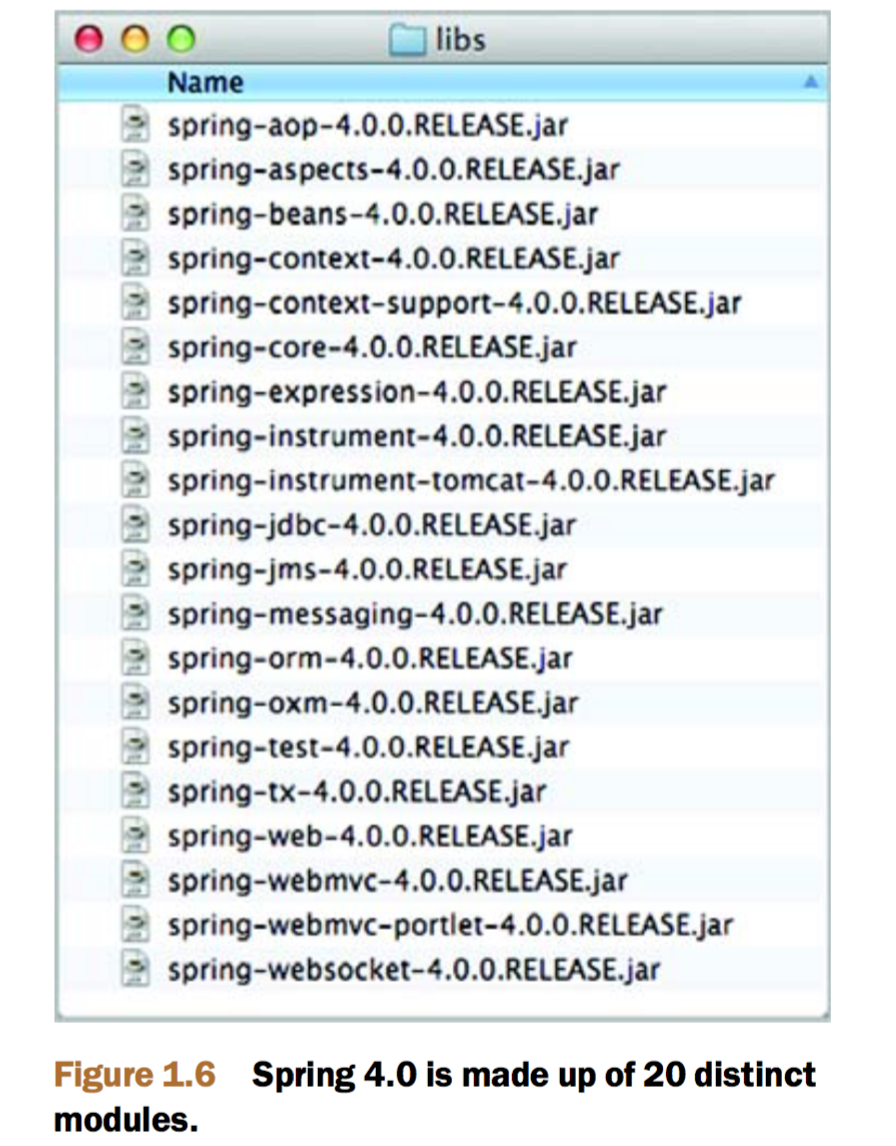 libs
Name
spring-aop-4.0.0.RELEASE.jar
spring-aspects-4.0.0.RELEASE.jar
spring-beans-4.0.0.RELEASE.jar
spring-context-4.0.0.RELEASE.jar
spring-context-support-4.0.0.RELEASE.jar
spring-core-4.0.0.RELEASE.jar
spring-expression-4.0.0.RELEASE.jar
spring-instrument-4.0.0.RELEASE.jar
spring-instrument-tomcat-4.0.0.RELEASE.jar
spring-jdbc-4.0.0.RELEASE.jar
spring-jms-4.0.0.RELEASE.jar
spring-messaging-4.0.0.RELEASE.jar
spring-orm-4.0.0.RELEASE.jar
spring-oxm-4.0.0.RELEASE.jar
spring-test-4.0.0.RELEASE.jar
spring-tx-4.0.0.RELEASE.jar
spring-web-4.0.0.RELEASE.jar
spring-webmvc-4.0.0.RELEASE.jar
spring-webmvc-portlet-4.0.0.RELEASE.jar
spring-websocket-4.0.0.RELEASE.jar
Figure 1.6 Spring 4.0 is made up of 20 distinct
modules.